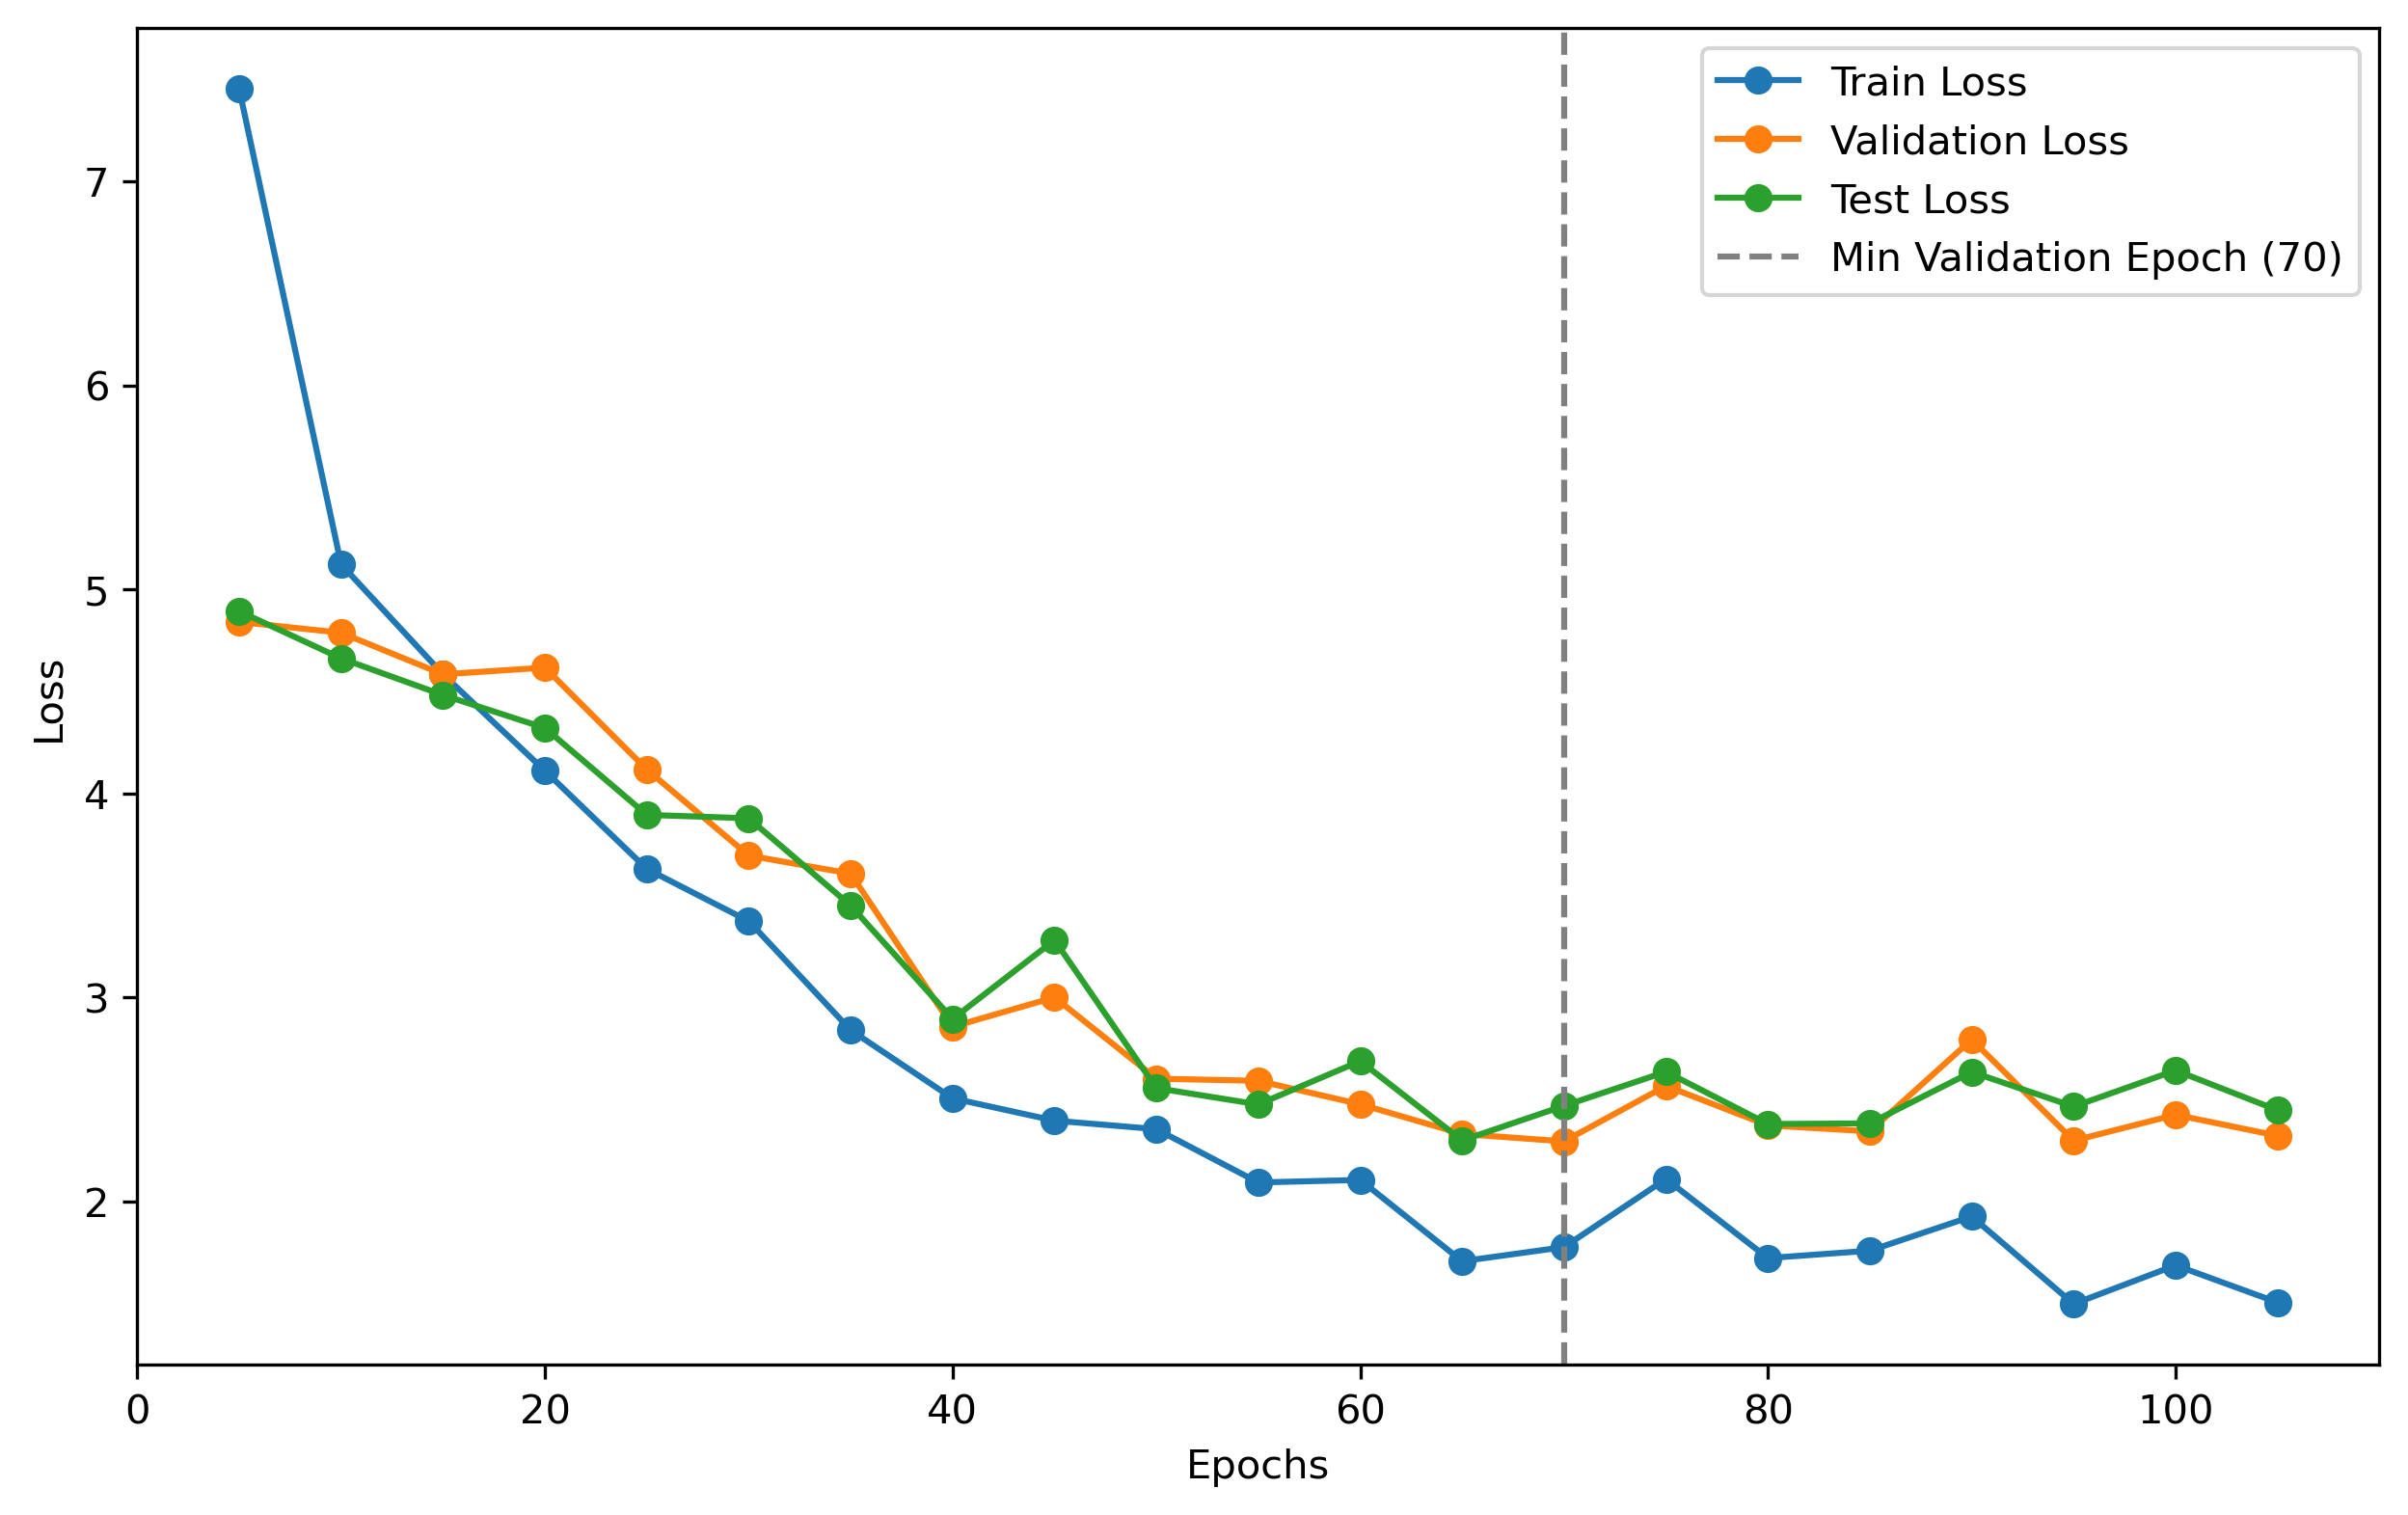 Train Loss
Validation Loss
Test Loss
Min Validation Epoch (70)
7
6
5
4
3
2
Loss
0 20 40 60 80 100
Epochs